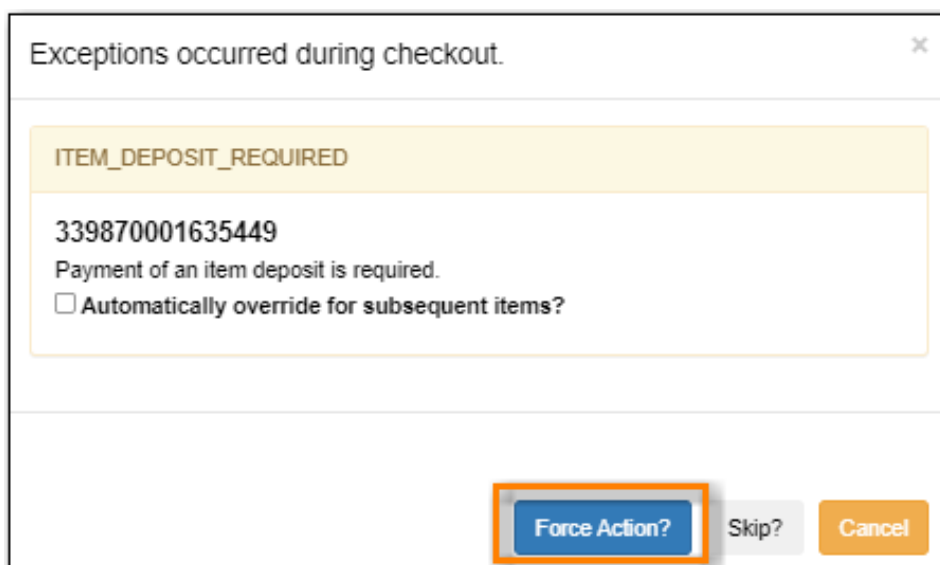 Exceptions occurred during checkout.
×
ITEM_DEPOSIT_REQUIRED
339870001635449
Payment of an item deposit is required.
Automatically override for subsequent items?
Force Action?
Skip?
Cancel